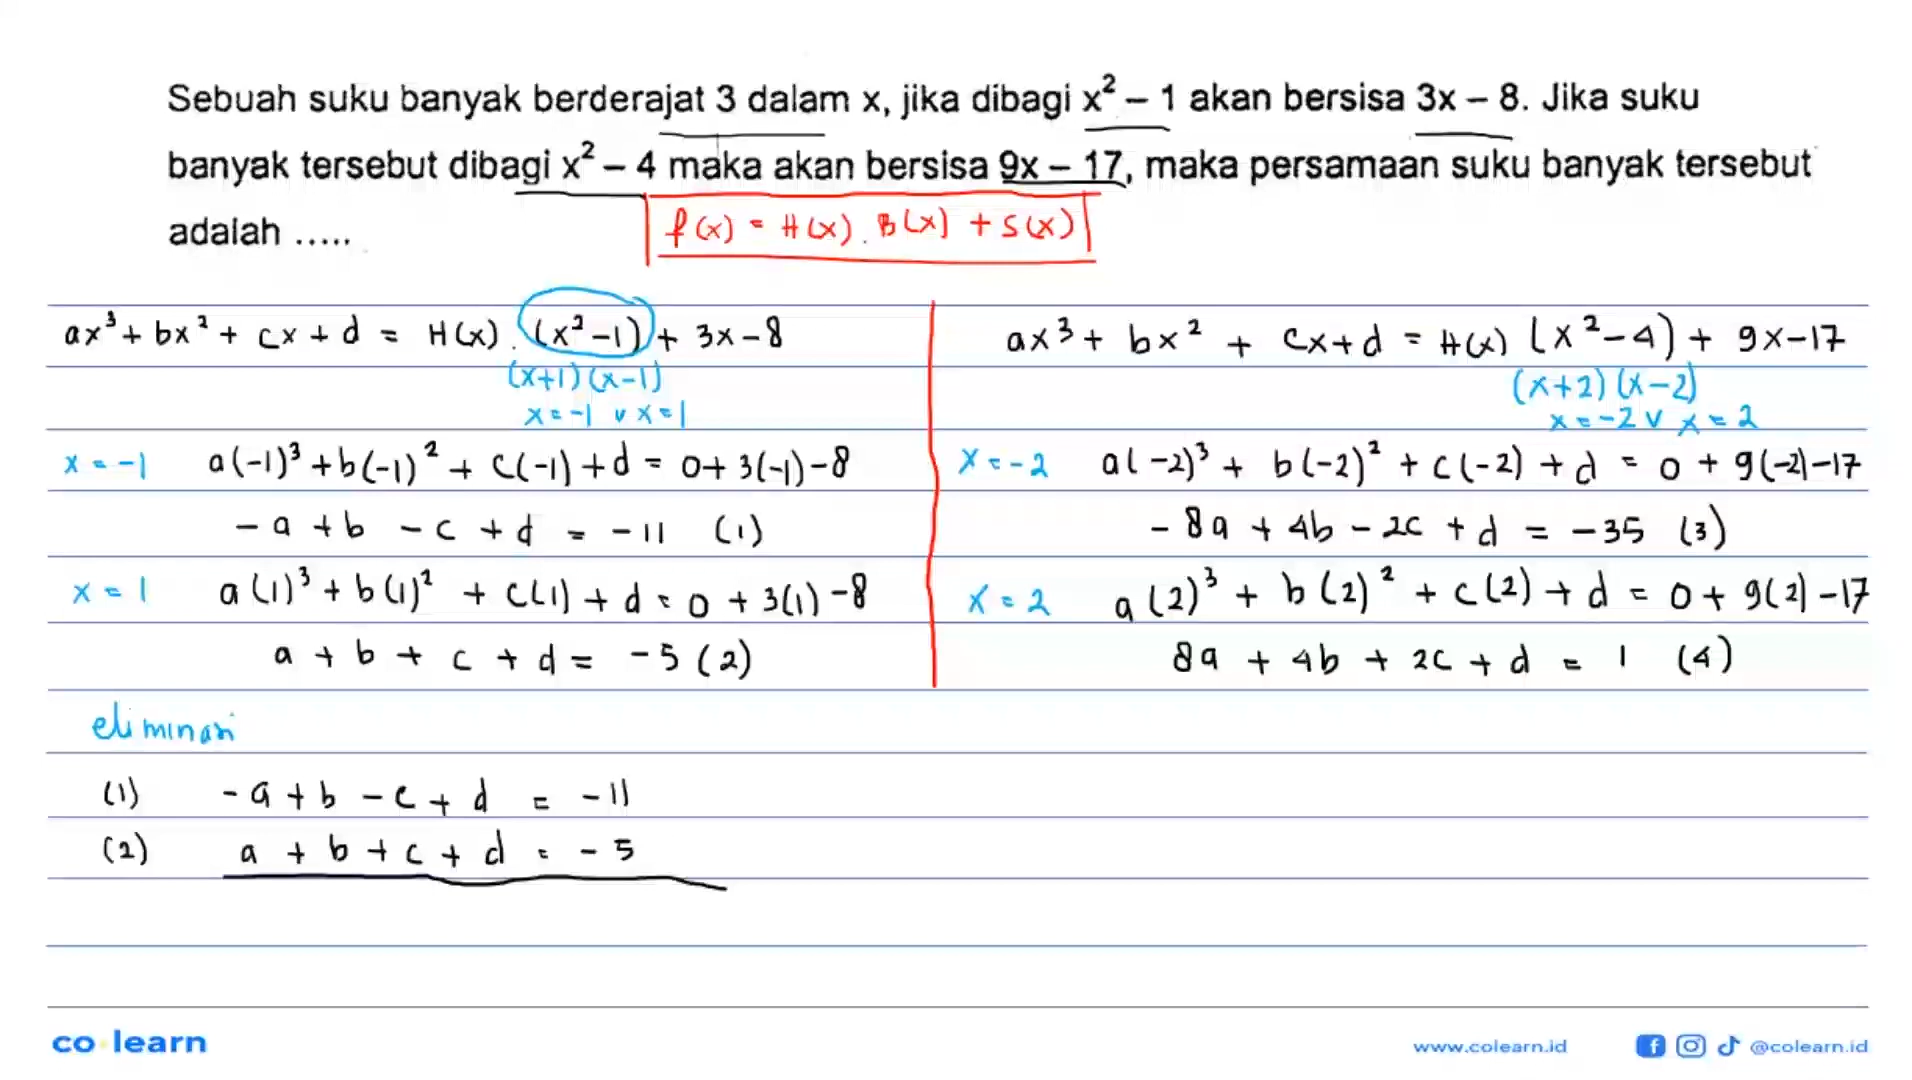 Sebuah suku banyak berderajat 3 dalam x, jika dibagi x² – 1 akan bersisa 3x – 8. Jika suku
banyak tersebut dibagi x² – 4 maka akan bersisa 9x – 17, maka persamaan suku banyak tersebut
adalah .....
f(x) = H(x) . B(x) + S(x)
ax³ + bx² + cx + d = H(x) . (x² – 1) + 3x – 8
(x+1) (x–1)
x = –1 v x = 1
x = –1 a(–1)³ + b(–1)² + c(–1) + d = 0 + 3(–1) – 8
–a + b – c + d = –11 (1)
x = 1 a(1)³ + b(1)² + c(1) + d = 0 + 3(1) – 8
a + b + c + d = –5 (2)
ax³ + bx² + cx + d = H(x) (x² – 4) + 9x – 17
(x+2) (x–2)
x = –2 v x = 2
x = –2 a(–2)³ + b(–2)² + c(–2) + d = 0 + 9(–2) – 17
–8a + 4b – 2c + d = –35 (3)
x = 2 a(2)³ + b(2)² + c(2) + d = 0 + 9(2) – 17
8a + 4b + 2c + d = 1 (4)
eliminasi
(1) –a + b – c + d = –11
(2) a + b + c + d = –5
co learn
www.colearn.id
@colearn.id